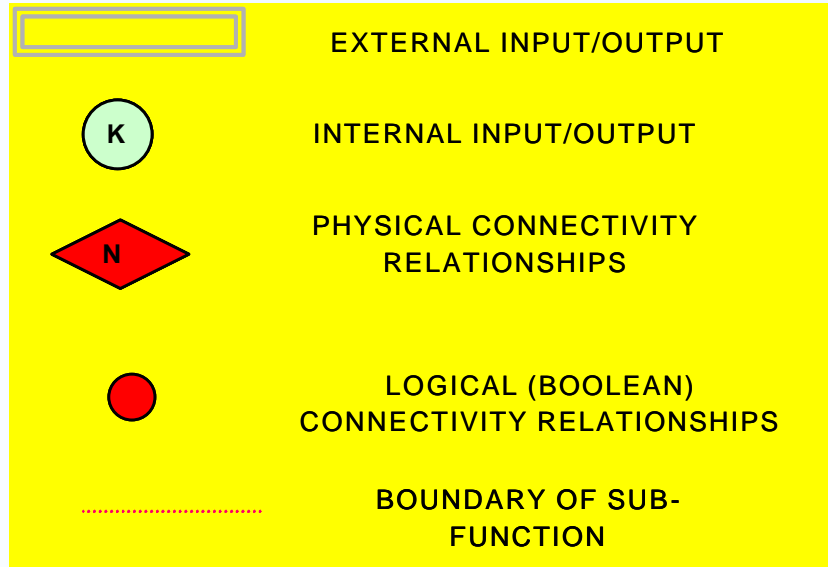 EXTERNAL INPUT/OUTPUT
K
INTERNAL INPUT/OUTPUT
PHYSICAL CONNECTIVITY
RELATIONSHIPS
N
LOGICAL (BOOLEAN)
CONNECTIVITY RELATIONSHIPS
BOUNDARY OF SUB-
FUNCTION